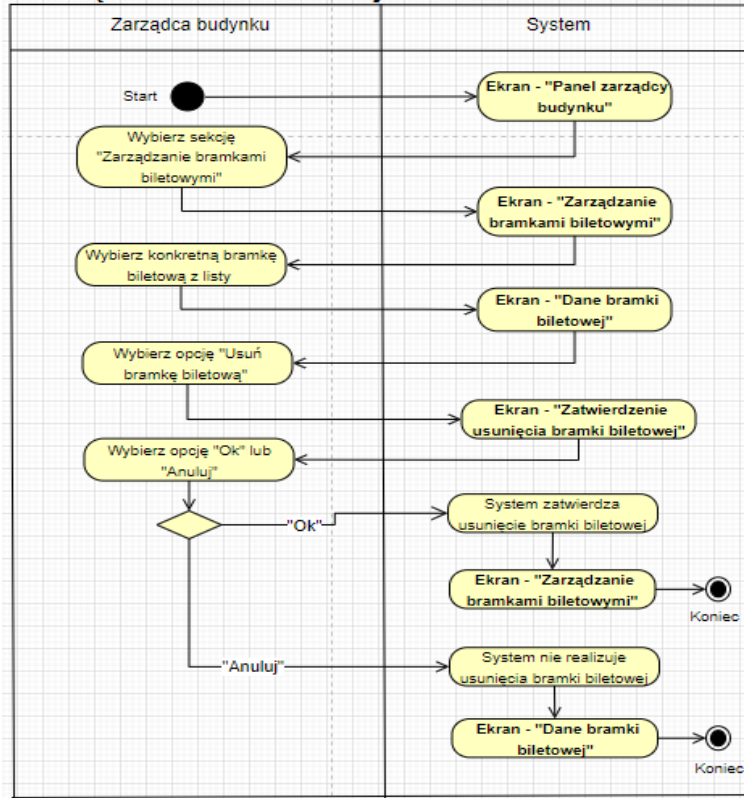 Zarządca budynku
System
Start
Ekran - "Panel zarządcy
budynku"
Wybierz sekcję
"Zarządzanie bramkami
biletowymi"
Ekran - "Zarządzanie
bramkami biletowymi"
Wybierz konkretną bramkę
biletową z listy
Ekran - "Dane bramki
biletowej"
Wybierz opcję "Usuń
bramkę biletową"
Ekran - "Zatwierdzenie
usunięcia bramki biletowej"
Wybierz opcję "Ok" lub
"Anuluj"
"Ok"
System zatwierdza
usunięcie bramki biletowej
Ekran - "Zarządzanie
bramkami biletowymi"
Koniec
"Anuluj"
System nie realizuje
usunięcia bramki biletowej
Ekran - "Dane bramki
biletowej"
Koniec